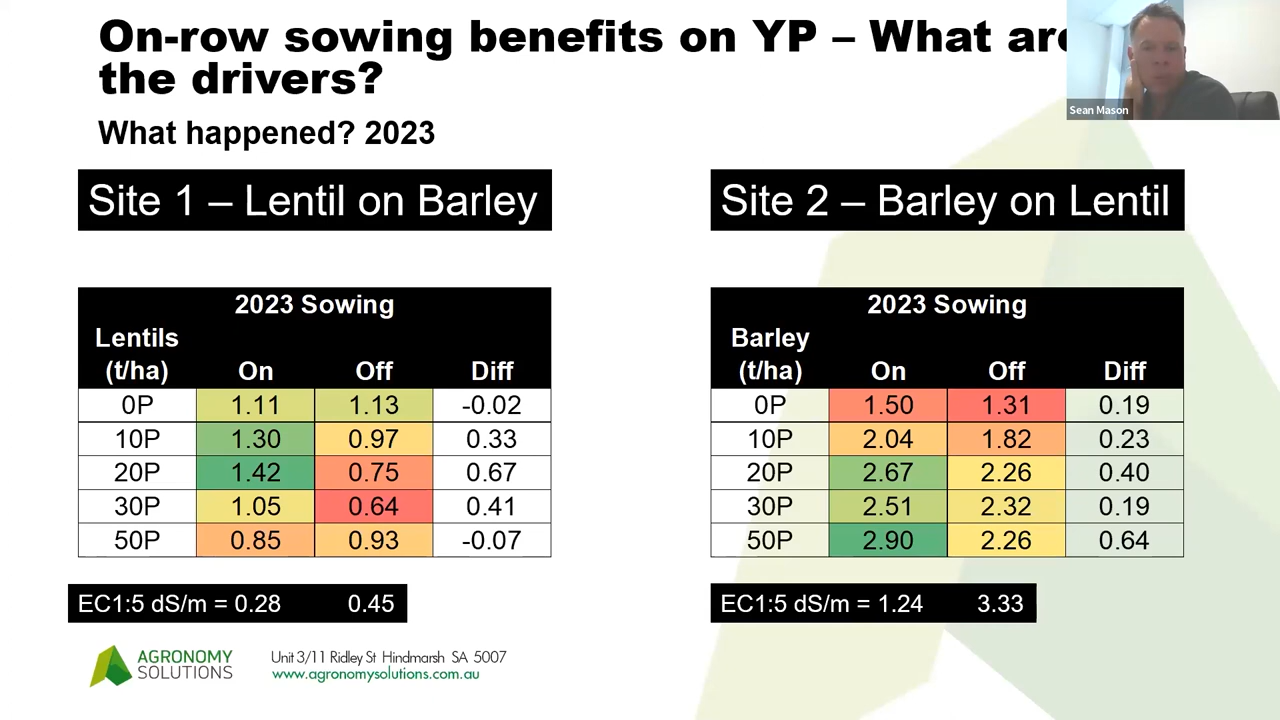 On-row sowing benefits on YP – What are
the drivers?
Sean Mason
What happened? 2023
Site 1 – Lentil on Barley
Site 2 – Barley on Lentil
2023 Sowing
Lentils
(t/ha) On Off Diff
0P 1.11 1.13 -0.02
10P 1.30 0.97 0.33
20P 1.42 0.75 0.67
30P 1.05 0.64 0.41
50P 0.85 0.93 -0.07
2023 Sowing
Barley
(t/ha) On Off Diff
0P 1.50 1.31 0.19
10P 2.04 1.82 0.23
20P 2.67 2.26 0.40
30P 2.51 2.32 0.19
50P 2.90 2.26 0.64
EC1:5 dS/m = 0.28 0.45
EC1:5 dS/m = 1.24 3.33
AGRONOMY
SOLUTIONS
Unit 3/11 Ridley St Hindmarsh SA 5007
www.agronomysolutions.com.au